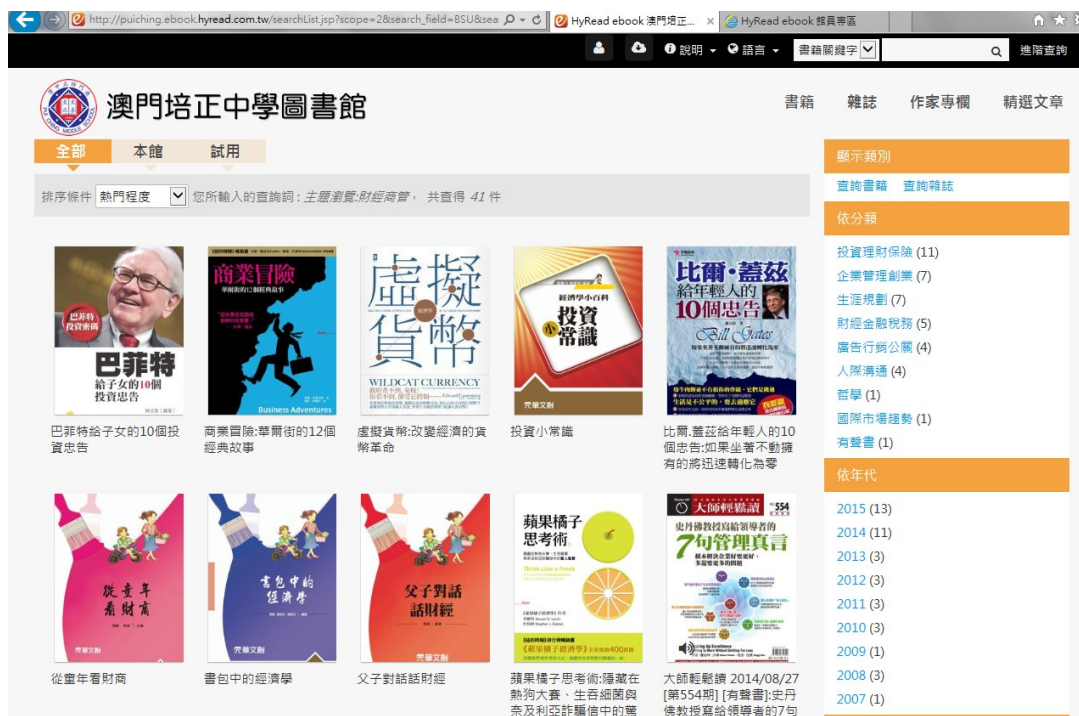 http://puiching.ebook.hyread.com.tw/searchList.jsp?scope=2&search_field=BSU&sea
HyRead ebook 澳門培正...
HyRead ebook 館員專區
說明
語言
書籍關鍵字
進階查詢
澳門培正中學圖書館
書籍
雜誌
作家專欄
精選文章
全部
本館
試用
排序條件 熱門程度 您所輸入的查詢詞 : 主題瀏覽:財經商管， 共查得 41 件
顯示類別
查詢書籍 查詢雜誌
依分類
投資理財保險 (11)
企業管理創業 (7)
生涯規劃 (7)
財經金融稅務 (5)
廣告行銷公關 (4)
人際溝通 (4)
哲學 (1)
國際市場趨勢 (1)
有聲書 (1)
依年代
2015 (13)
2014 (11)
2013 (3)
2012 (3)
2011 (3)
2010 (3)
2009 (1)
2008 (3)
2007 (1)
巴菲特
投資密碼
巴菲特
給子女的10個
投資忠告
商業冒險
華爾街的12個經典故事
Business Adventures
虛擬
貨幣
WILDCAT CURRENCY
經濟學小百科
投資
小常識
凭華文創
比爾·蓋茲
給年輕人的
10個忠告
Bill Gates
巴菲特給子女的10個投
資忠告
商業冒險:華爾街的12個
經典故事
虛擬貨幣:改變經濟的貨
幣革命
投資小常識
比爾.蓋茲給年輕人的10
個忠告:如果坐著不動擁
有的將迅速轉化為零
從童年
看財商
書包中的
經濟學
父子對話
話財經
蘋果橘子
思考術
Think Like a Freak
大師輕鬆讀 554
史丹佛教授寫給領導者的
7句管理真言
從童年看財商
書包中的經濟學
父子對話話財經
蘋果橘子思考術:隱藏在
熱狗大賽、生吞細菌與
奈及利亞詐騙信中的驚
大師輕鬆讀 2014/08/27
[第554期] [有聲書]:史丹
佛教授寫給領導者的7句